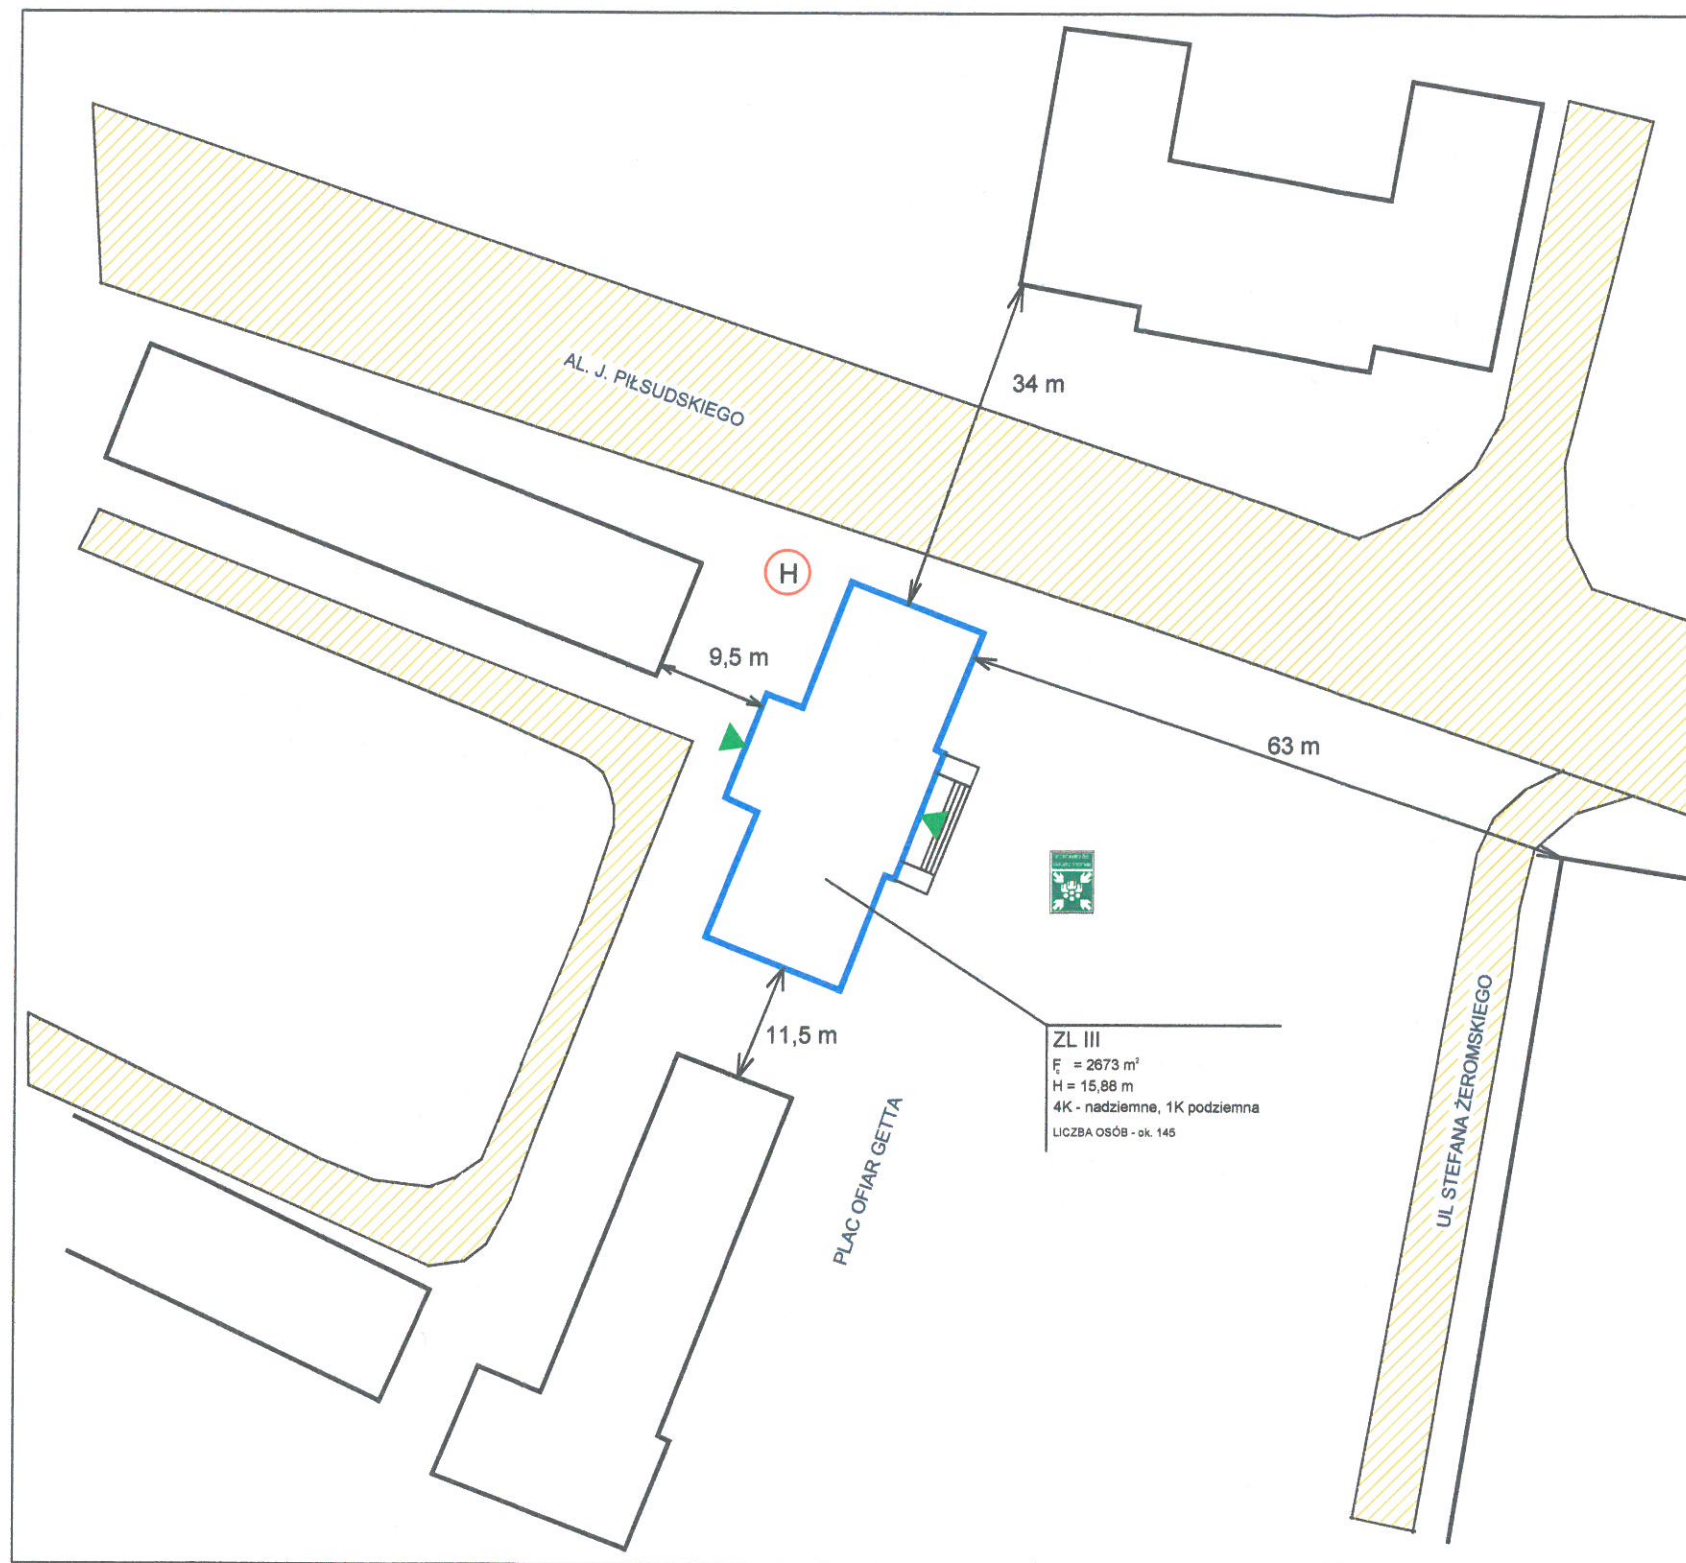 AL. J. PIŁSUDSKIEGO
34 m
H
9,5 m
63 m
11,5 m
ZL III
F_c = 2673 m²
H = 15,88 m
4K - nadziemne, 1K podziemna
LICZBA OSÓB - ok. 145
PLAC OFIAR GETTA
UL STEFANA ŻEROMSKIEGO